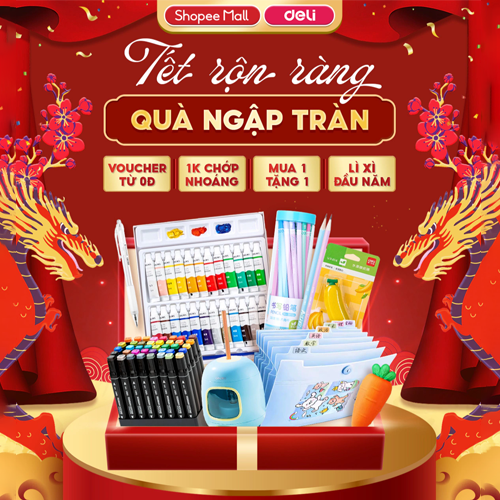 Shopee Mall
deli
Tết rộn ràng
QUÀ NGẬP TRÀN
VOUCHER
TỪ 0Đ
1K CHỚP
NHOÁNG
MUA 1
TẶNG 1
LÌ XÌ
ĐẦU NĂM